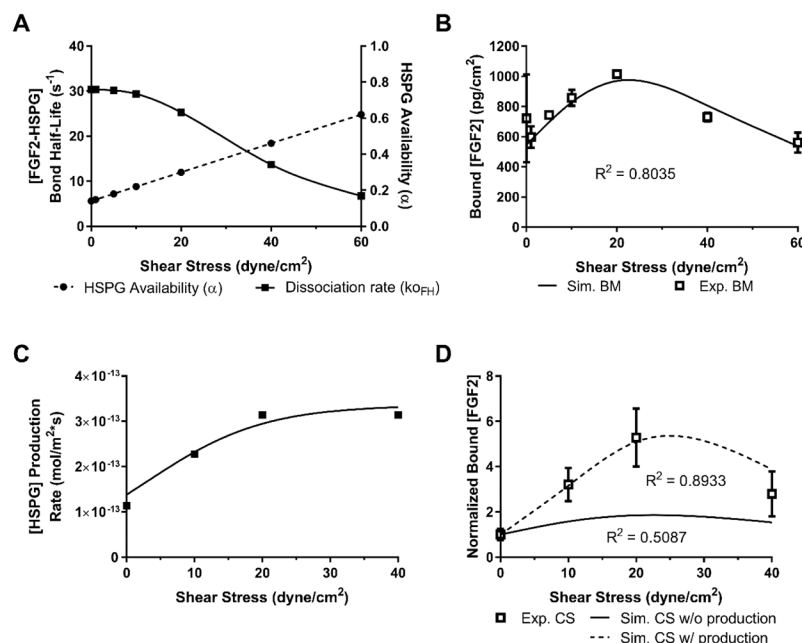 A
[FGF2-HSPG]
Bond Half-Life (s⁻¹)
40
30
20
10
0
1.0
0.8
0.6
0.4
0.2
0.0
HSPG Availability (α)
0 20 40 60
Shear Stress (dyne/cm²)
HSPG Availability (α) Dissociation rate (ko_FH)
B
Bound [FGF2] (pg/cm²)
1200
1000
800
600
400
200
0
R² = 0.8035
0 20 40 60
Shear Stress (dyne/cm²)
Sim. BM Exp. BM
C
[HSPG] Production
Rate (mol/m²*s)
4×10⁻¹³
3×10⁻¹³
2×10⁻¹³
1×10⁻¹³
0
0 10 20 30 40
Shear Stress (dyne/cm²)
D
Normalized Bound [FGF2]
8
6
4
2
0
R² = 0.8933
R² = 0.5087
0 10 20 30 40
Shear Stress (dyne/cm²)
Exp. CS Sim. CS w/o production
Sim. CS w/ production